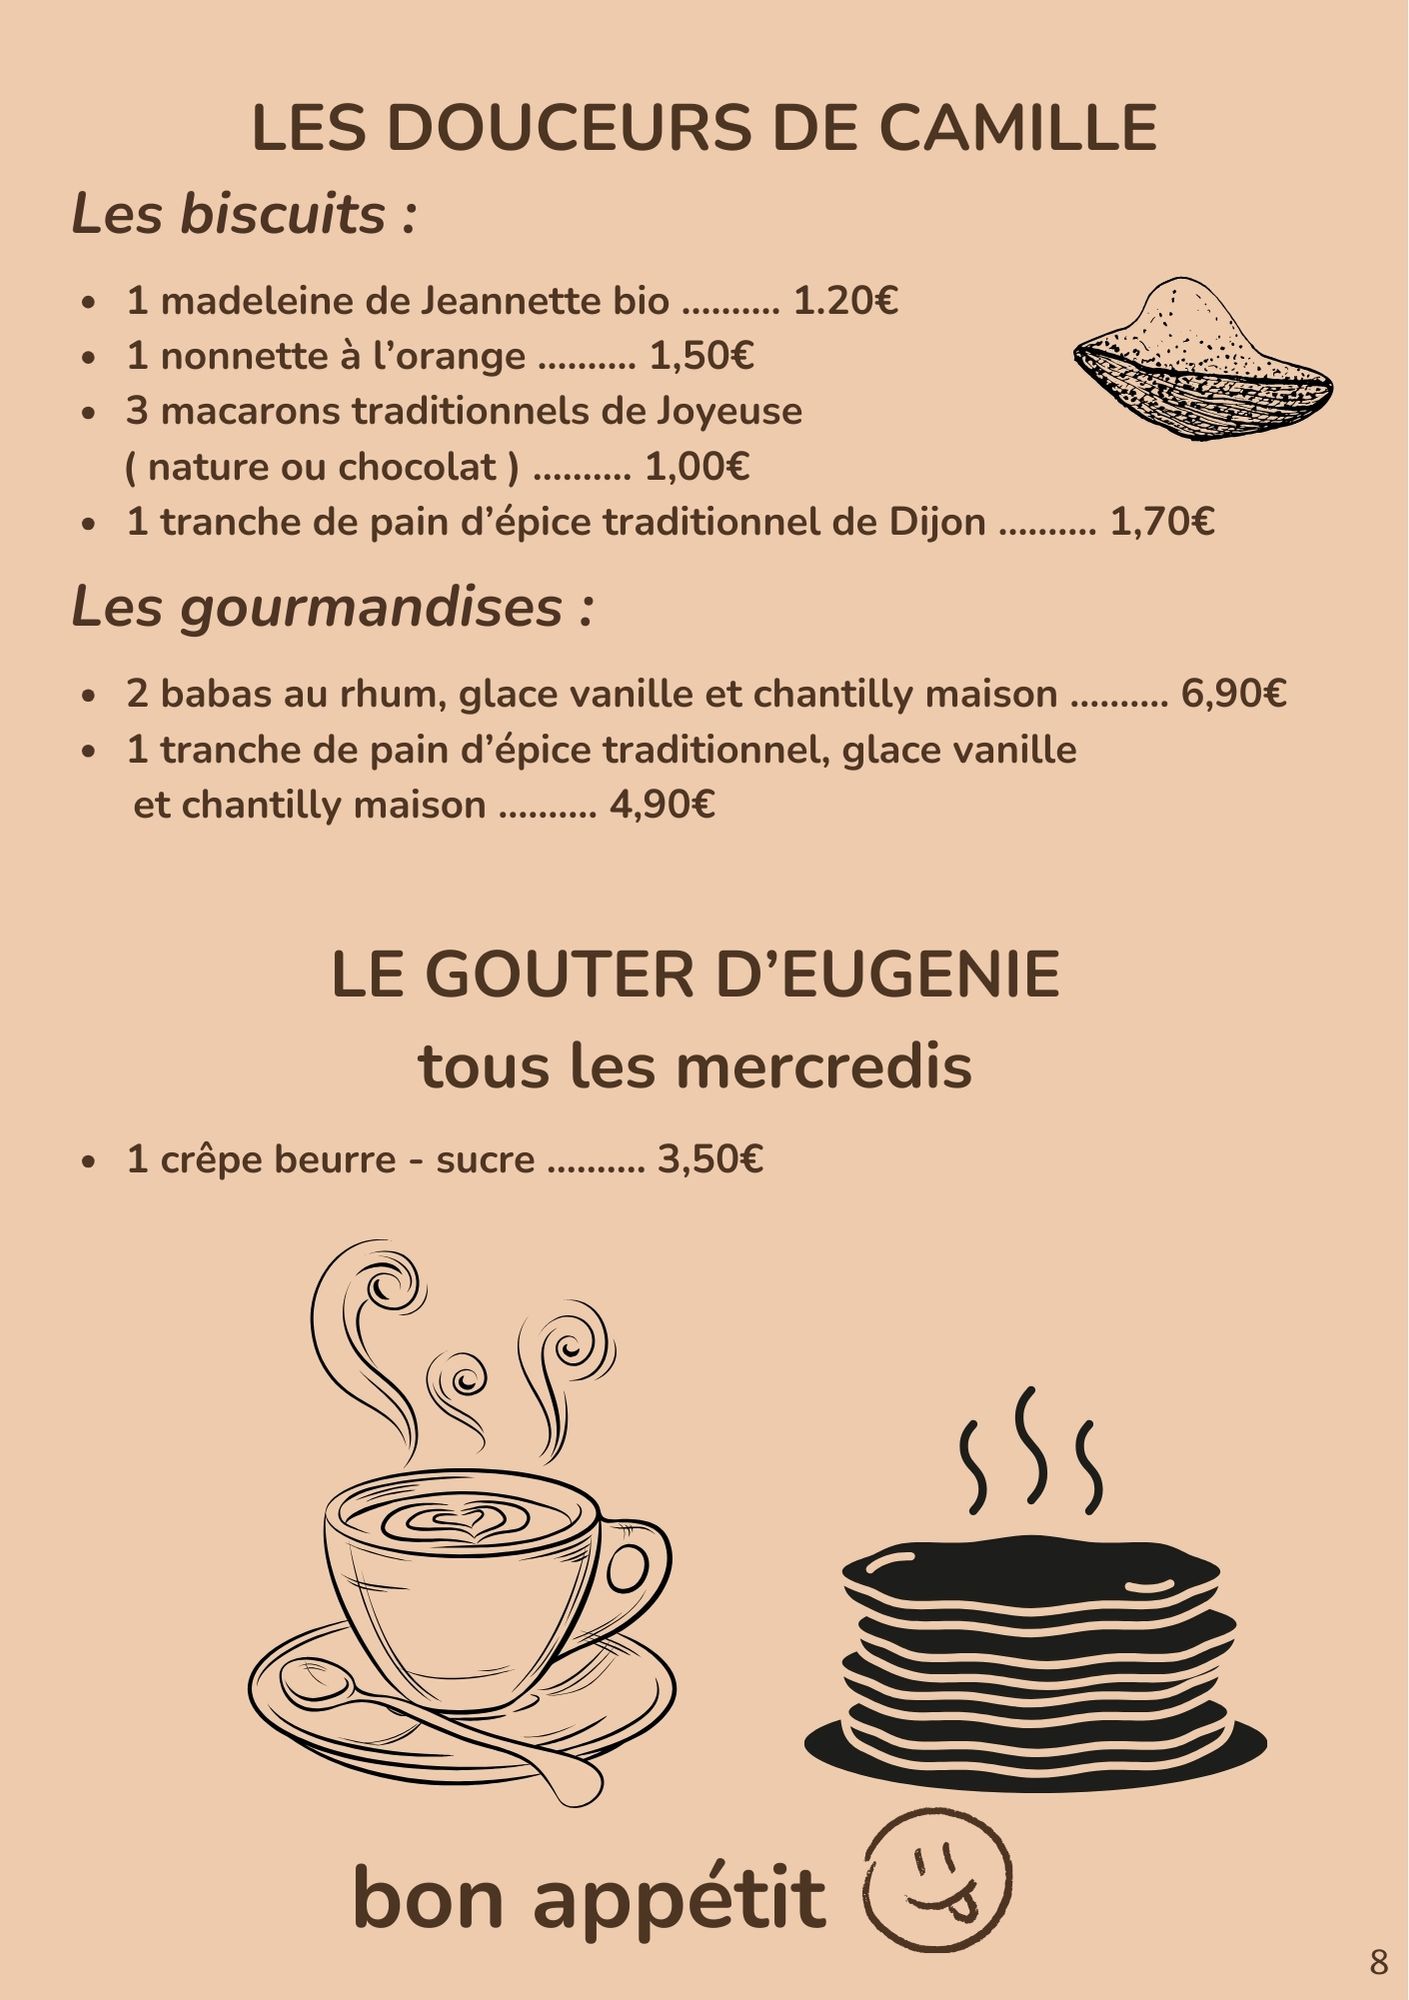 LES DOUCEURS DE CAMILLE
Les biscuits :
• 1 madeleine de Jeannette bio .......... 1.20€
• 1 nonnette à l’orange .......... 1,50€
• 3 macarons traditionnels de Joyeuse
( nature ou chocolat ) .......... 1,00€
• 1 tranche de pain d’épice traditionnel de Dijon .......... 1,70€
Les gourmandises :
• 2 babas au rhum, glace vanille et chantilly maison .......... 6,90€
• 1 tranche de pain d’épice traditionnel, glace vanille
et chantilly maison .......... 4,90€
LE GOUTER D’EUGENIE
tous les mercredis
• 1 crêpe beurre - sucre .......... 3,50€
bon appétit
8